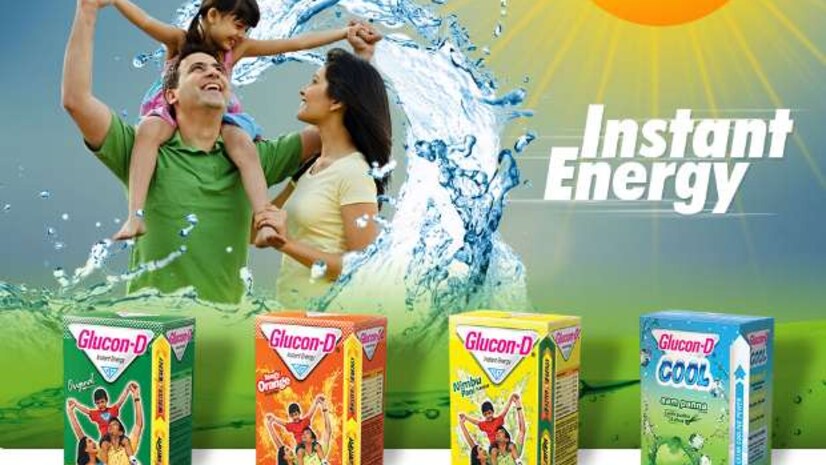 Instant
Energy
Glucon-D
Instant Energy
Original
Glucon-D
Instant Energy
Tangy
Orange
Glucon-D
Instant Energy
Nimbu
Pani
Glucon-D
COOL
aam panna